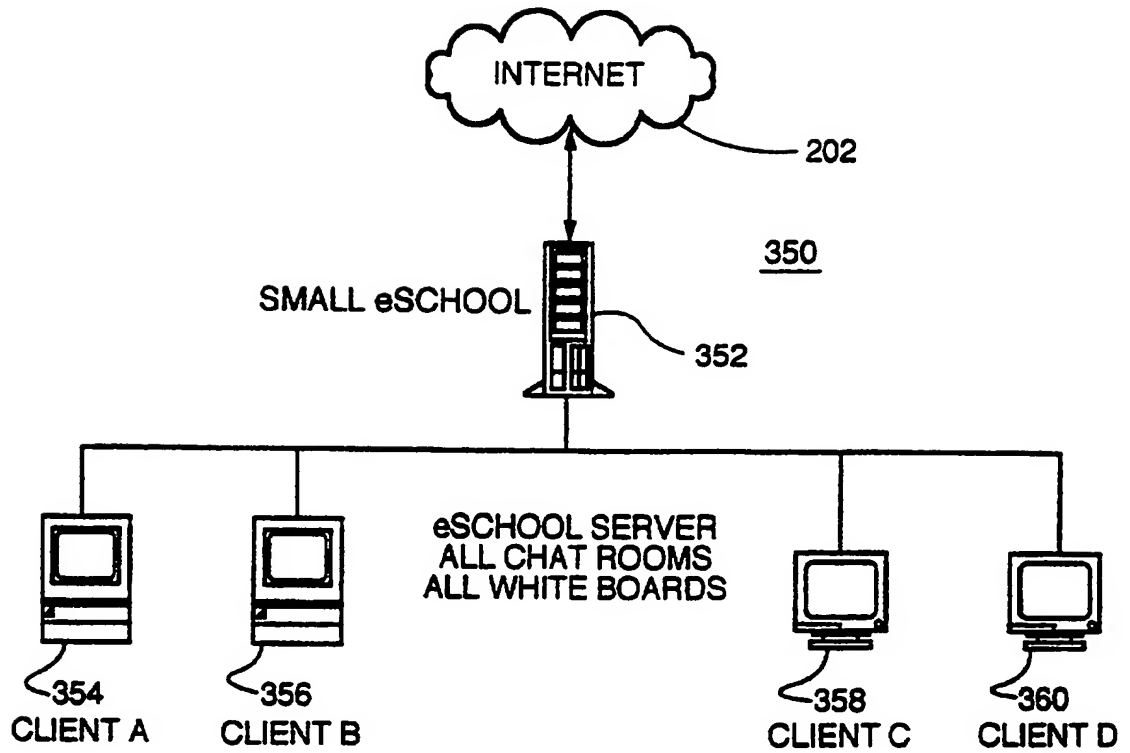 INTERNET
202
350
SMALL eSCHOOL
352
eSCHOOL SERVER
ALL CHAT ROOMS
ALL WHITE BOARDS
354
CLIENT A
356
CLIENT B
358
CLIENT C
360
CLIENT D